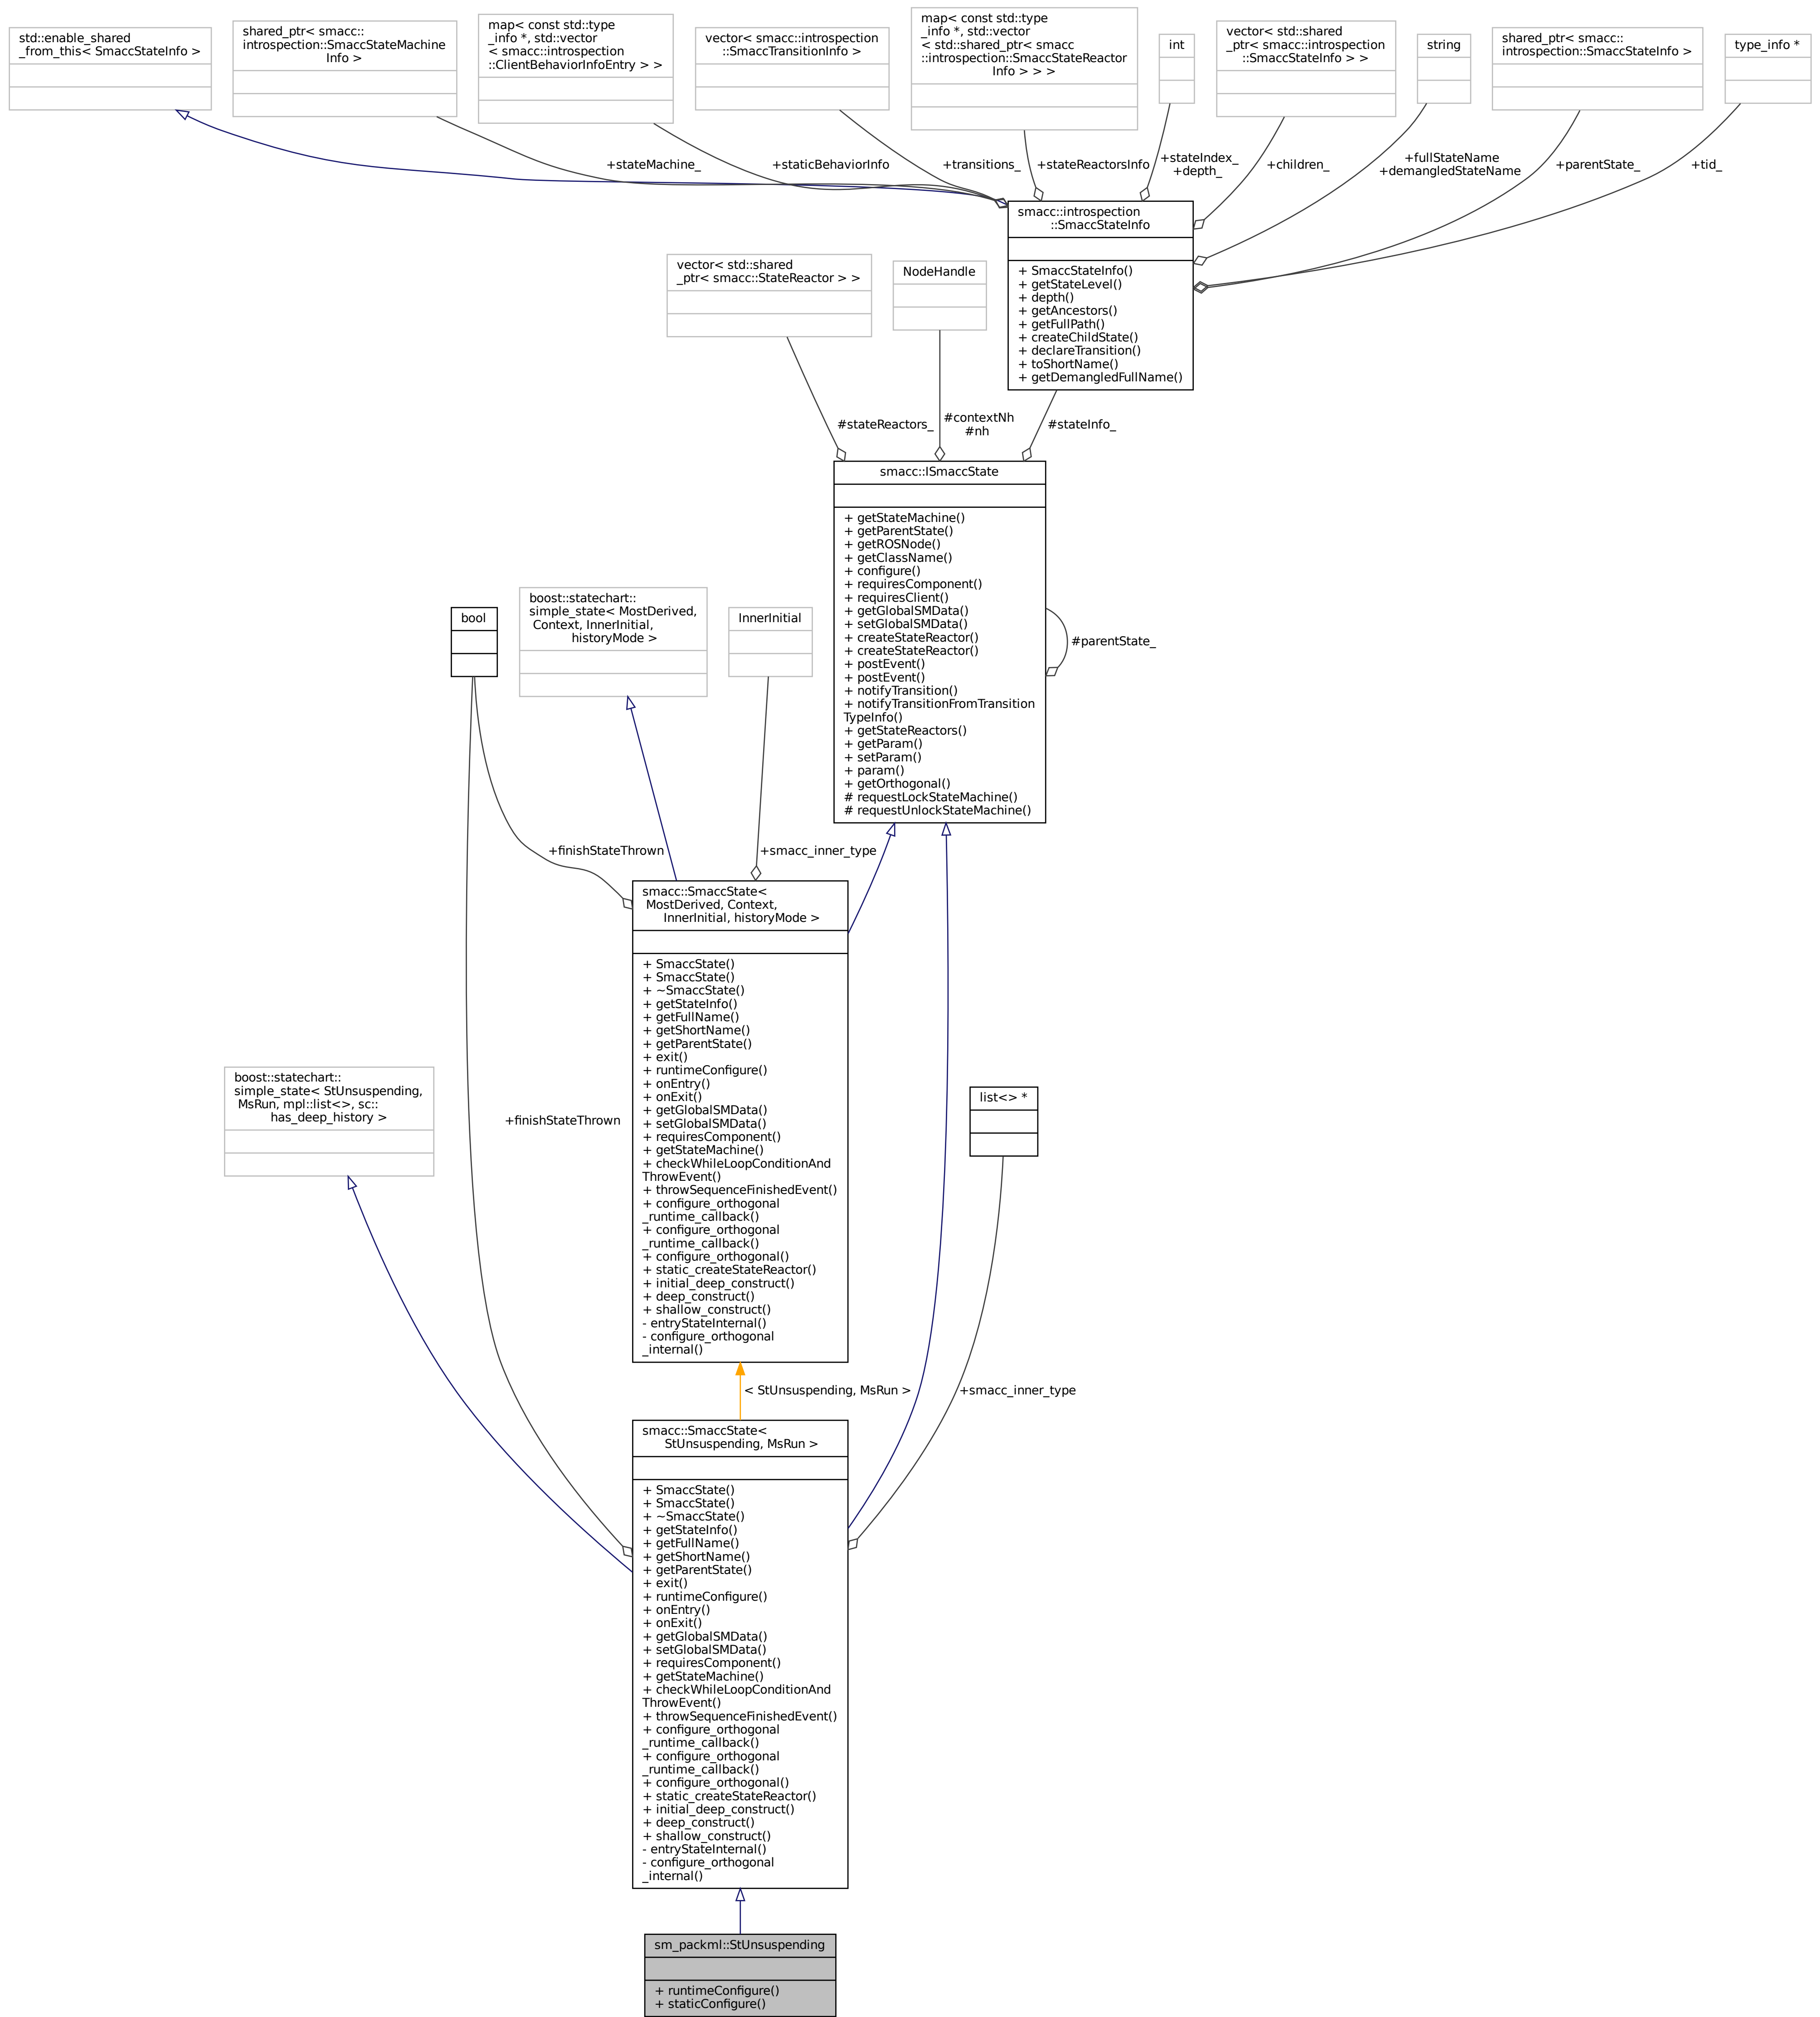 std::enable_shared
_from_this< SmaccStateInfo >
shared_ptr< smacc::
introspection::SmaccStateMachine
Info >
map< const std::type
_info *, std::vector
< smacc::introspection
::ClientBehaviorInfoEntry > >
vector< smacc::introspection
::SmaccTransitionInfo >
map< const std::type
_info *, std::vector
< std::shared_ptr< smacc
::introspection::SmaccStateReactor
Info > > >
int
vector< std::shared
_ptr< smacc::introspection
::SmaccStateInfo > >
string
shared_ptr< smacc::
introspection::SmaccStateInfo >
type_info *
+stateMachine_
+staticBehaviorInfo
+transitions_
+stateReactorsInfo
+stateIndex_
+depth_
+children_
+fullStateName
+demangledStateName
+parentState_
+tid_
smacc::introspection
::SmaccStateInfo
+ SmaccStateInfo()
+ getStateLevel()
+ depth()
+ getAncestors()
+ getFullPath()
+ createChildState()
+ declareTransition()
+ toShortName()
+ getDemangledFullName()
vector< std::shared
_ptr< smacc::StateReactor > >
NodeHandle
#stateReactors_
#contextNh
#nh
#stateInfo_
smacc::ISmaccState
+ getStateMachine()
+ getParentState()
+ getROSNode()
+ getClassName()
+ configure()
+ requiresComponent()
+ requiresClient()
+ getGlobalSMData()
+ setGlobalSMData()
+ createStateReactor()
+ createStateReactor()
+ postEvent()
+ postEvent()
+ notifyTransition()
+ notifyTransitionFromTransition
TypeInfo()
+ getStateReactors()
+ getParam()
+ setParam()
+ param()
+ getOrthogonal()
# requestLockStateMachine()
# requestUnlockStateMachine()
#parentState_
bool
boost::statechart::
simple_state< MostDerived,
Context, InnerInitial,
historyMode >
InnerInitial
+finishStateThrown
+smacc_inner_type
smacc::SmaccState<
MostDerived, Context,
InnerInitial, historyMode >
+ SmaccState()
+ SmaccState()
+ ~SmaccState()
+ getStateInfo()
+ getFullName()
+ getShortName()
+ getParentState()
+ exit()
+ runtimeConfigure()
+ onEntry()
+ onExit()
+ getGlobalSMData()
+ setGlobalSMData()
+ requiresComponent()
+ getStateMachine()
+ checkWhileLoopConditionAnd
ThrowEvent()
+ throwSequenceFinishedEvent()
+ configure_orthogonal
_runtime_callback()
+ configure_orthogonal
_runtime_callback()
+ configure_orthogonal()
+ static_createStateReactor()
+ initial_deep_construct()
+ deep_construct()
+ shallow_construct()
- entryStateInternal()
- configure_orthogonal
_internal()
boost::statechart::
simple_state< StUnsuspending,
MsRun, mpl::list<>, sc::
has_deep_history >
+finishStateThrown
list<> *
< StUnsuspending, MsRun >
+smacc_inner_type
smacc::SmaccState<
StUnsuspending, MsRun >
+ SmaccState()
+ SmaccState()
+ ~SmaccState()
+ getStateInfo()
+ getFullName()
+ getShortName()
+ getParentState()
+ exit()
+ runtimeConfigure()
+ onEntry()
+ onExit()
+ getGlobalSMData()
+ setGlobalSMData()
+ requiresComponent()
+ getStateMachine()
+ checkWhileLoopConditionAnd
ThrowEvent()
+ throwSequenceFinishedEvent()
+ configure_orthogonal
_runtime_callback()
+ configure_orthogonal
_runtime_callback()
+ configure_orthogonal()
+ static_createStateReactor()
+ initial_deep_construct()
+ deep_construct()
+ shallow_construct()
- entryStateInternal()
- configure_orthogonal
_internal()
sm_packml::StUnsuspending
+ runtimeConfigure()
+ staticConfigure()